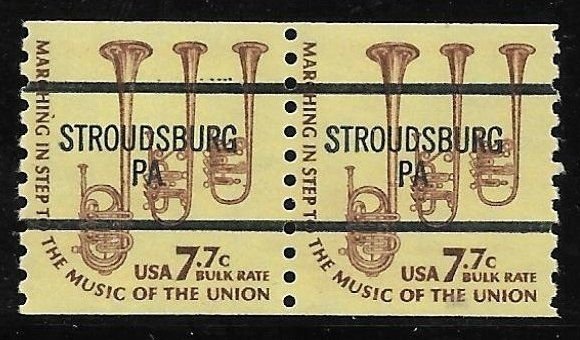 MARCHING IN STEP TO THE MUSIC OF THE UNION
STROUDSBURG
PA
USA 7.7c
BULK RATE
MARCHING IN STEP TO THE MUSIC OF THE UNION
STROUDSBURG
PA
USA 7.7c
BULK RATE